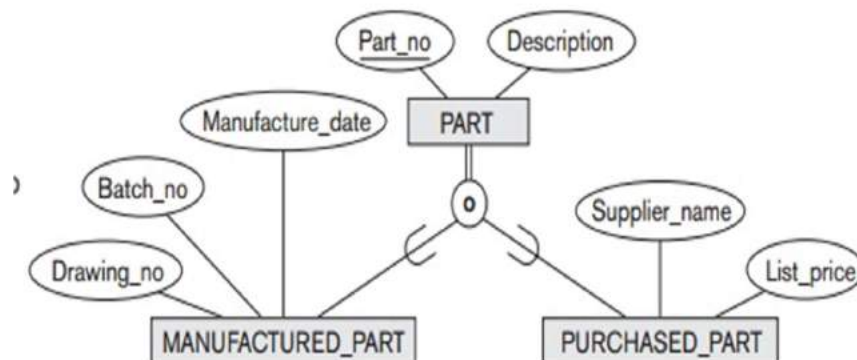 Part_no
Description
Manufacture_date
PART
Batch_no
o
Supplier_name
Drawing_no
List_price
MANUFACTURED_PART
PURCHASED_PART